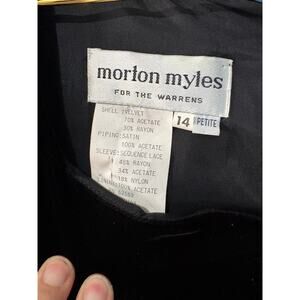 morton myles
FOR THE WARRENS
14 PETITE
SHELL :VELVET
70% ACETATE
30% RAYON
PIPING:SATIN
100% ACETATE
SLEEVE:SEQUENCE LACE
48% RAYON
34% ACETATE
18% NYLON
100% ACETATE